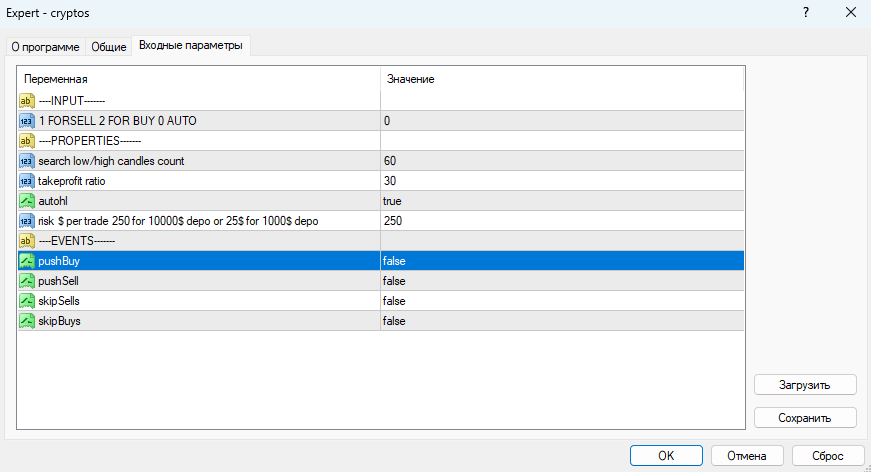 Expert - cryptos
?
О программе Общие Входные параметры
Переменная Значение
ab ----INPUT-------
123 1 FORSELL 2 FOR BUY 0 AUTO 0
ab ----PROPERTIES-------
123 search low/high candles count 60
123 takeprofit ratio 30
autohl true
123 risk $ per trade 250 for 10000$ depo or 25$ for 1000$ depo 250
ab ----EVENTS-------
pushBuy false
pushSell false
skipSells false
skipBuys false
Загрузить
Сохранить
OK Отмена Сброс